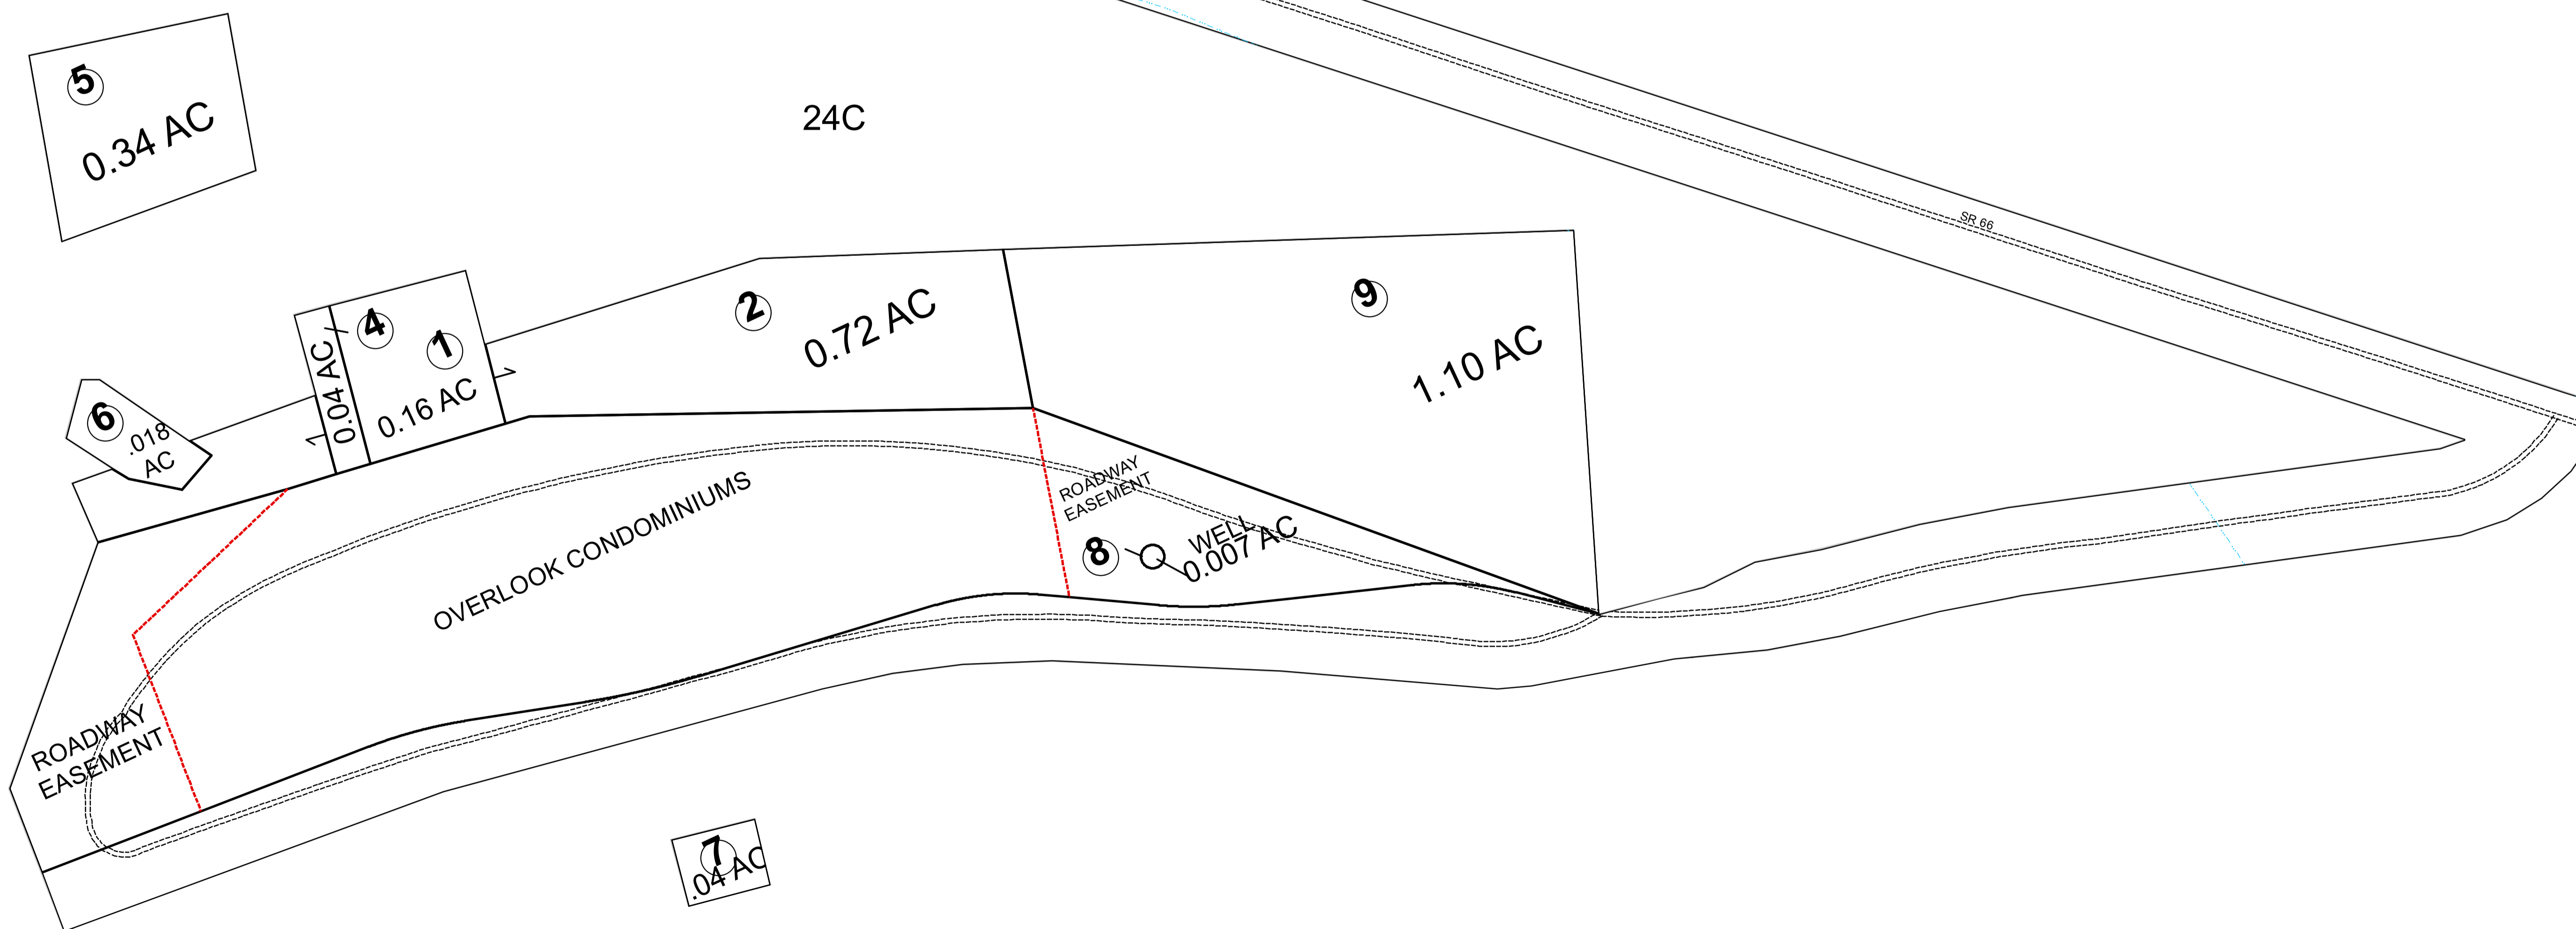 5
0.34 AC
24C
SR 66
4
1
0.04 AC
0.16 AC
2
0.72 AC
9
1.10 AC
6
.018
AC
OVERLOOK CONDOMINIUMS
ROADWAY
EASEMENT
8
WELL
0.007 AC
ROADWAY
EASEMENT
7
.04 AC